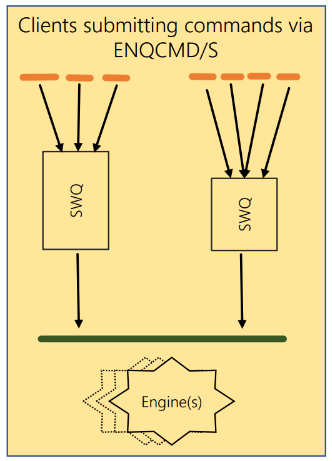 Clients submitting commands via
ENQCMD/S
SWQ
SWQ
Engine(s)